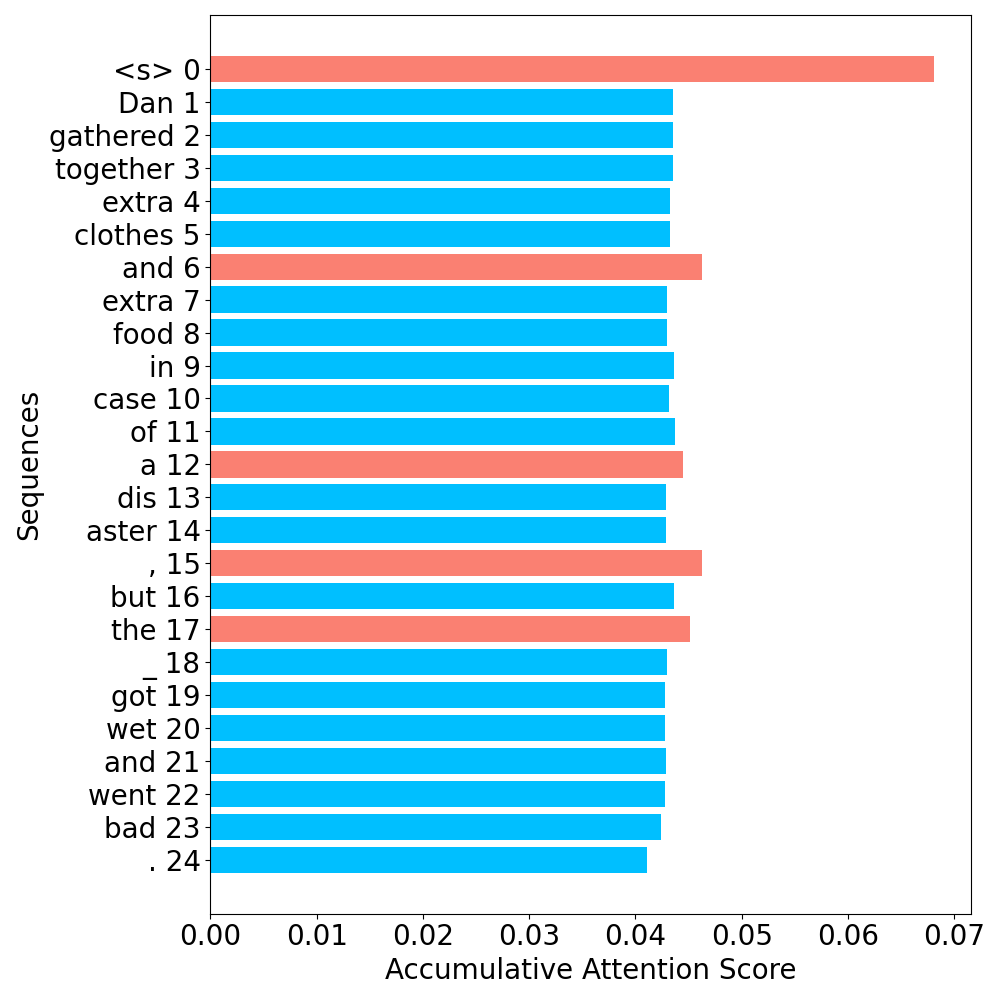 <s> 0
Dan 1
gathered 2
together 3
extra 4
clothes 5
and 6
extra 7
food 8
in 9
case 10
of 11
a 12
dis 13
aster 14
, 15
but 16
the 17
_ 18
got 19
wet 20
and 21
went 22
bad 23
. 24
Sequences
0.00 0.01 0.02 0.03 0.04 0.05 0.06 0.07
Accumulative Attention Score